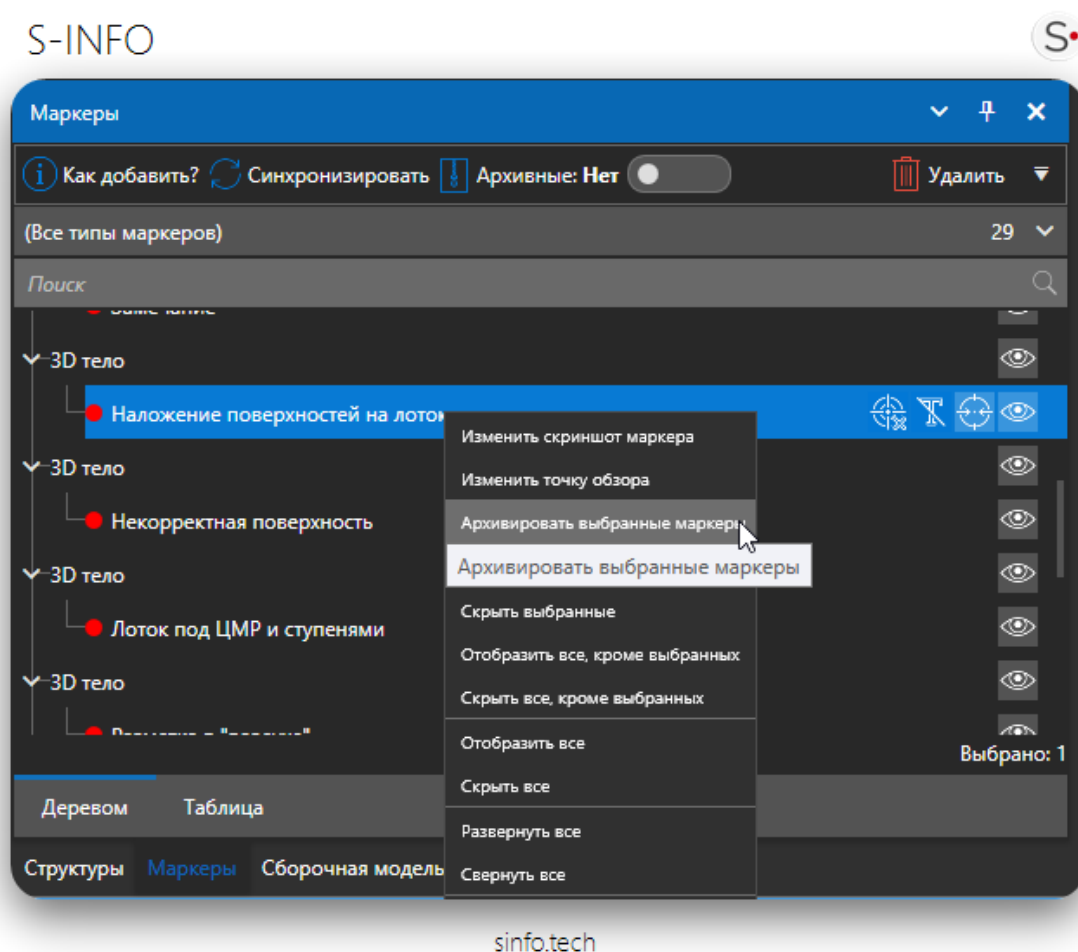 S-INFO
S
Маркеры
Как добавить? Синхронизировать Архивные: Нет Удалить
(Все типы маркеров) 29
Поиск
Замечание
3D тело
Наложение поверхностей на лоток
3D тело
Некорректная поверхность
3D тело
Лоток под ЦМР и ступенями
3D тело
Выбрано: 1
Изменить скриншот маркера
Изменить точку обзора
Архивировать выбранные маркеры
Архивировать выбранные маркеры
Скрыть выбранные
Отобразить все, кроме выбранных
Скрыть все, кроме выбранных
Отобразить все
Скрыть все
Развернуть все
Свернуть все
Деревом Таблица
Структуры Маркеры Сборочная модель
sinfo.tech